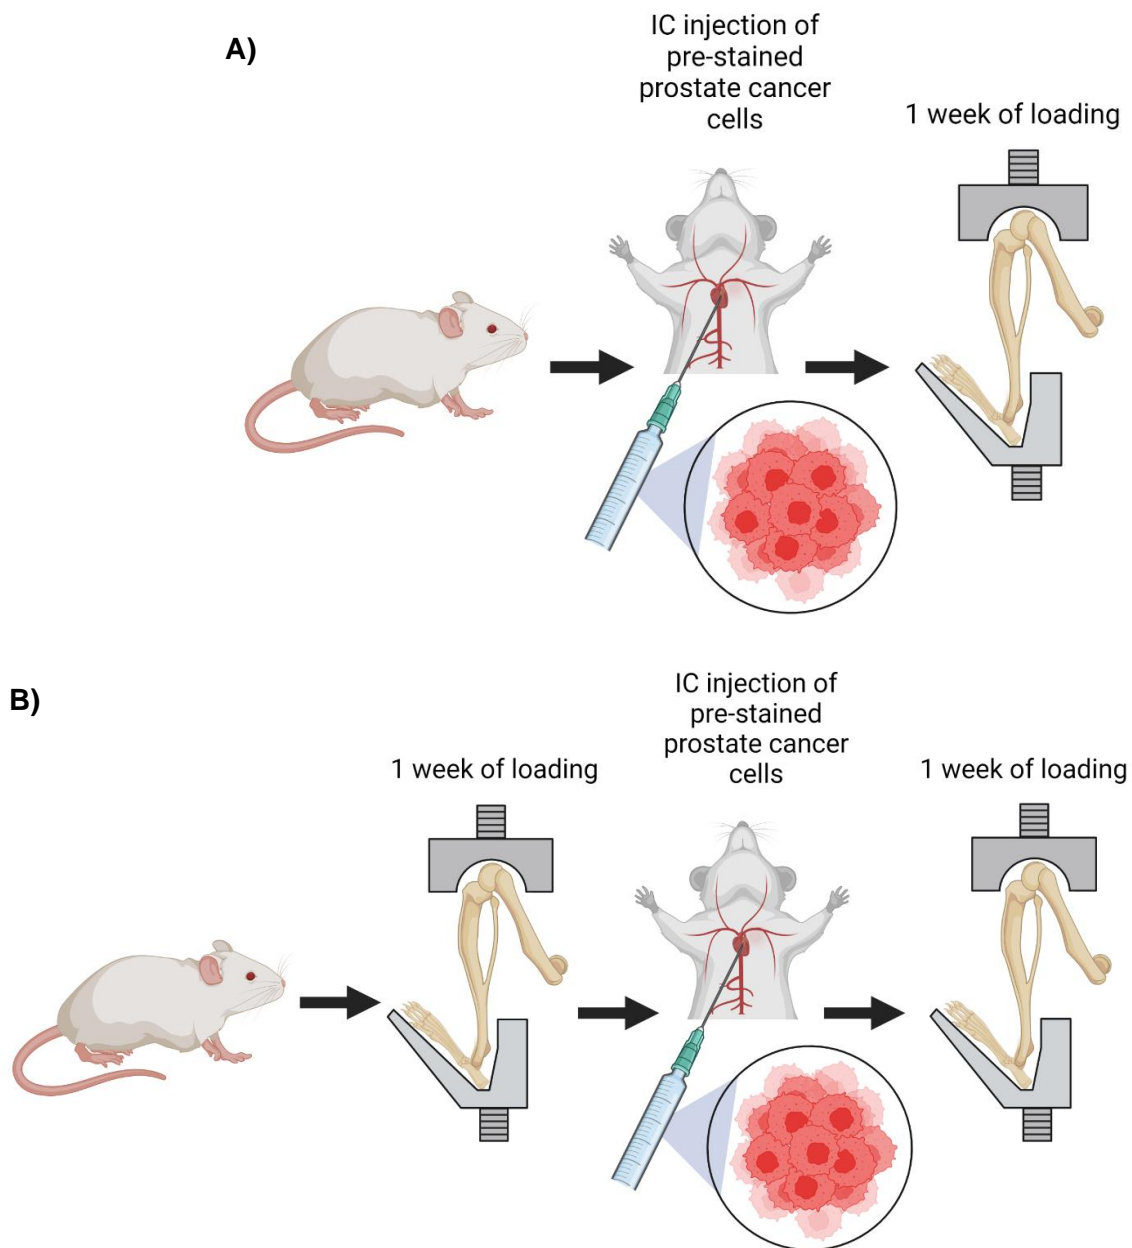 A)
IC injection of
pre-stained
prostate cancer
cells
1 week of loading
B)
1 week of loading
IC injection of
pre-stained
prostate cancer
cells
1 week of loading